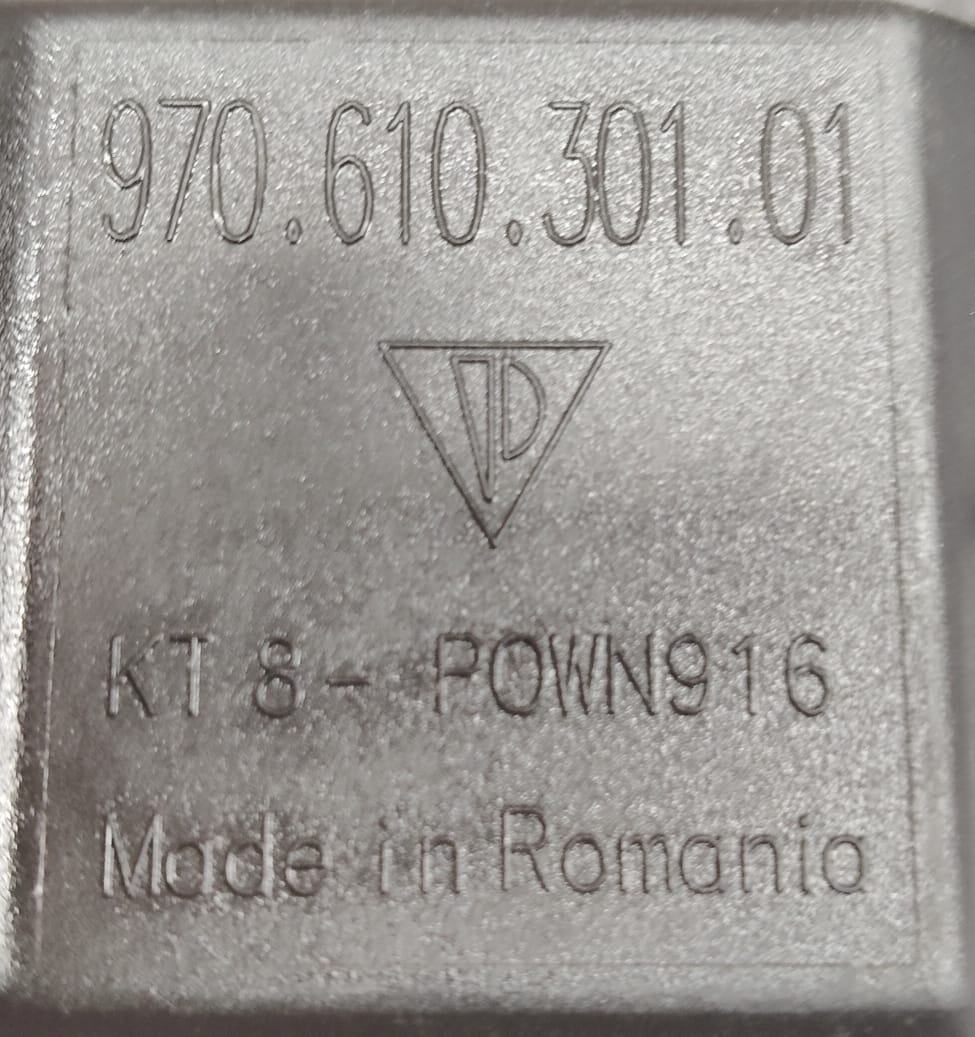 970.610.301.01
KT 8- POWN916
Made in Romania